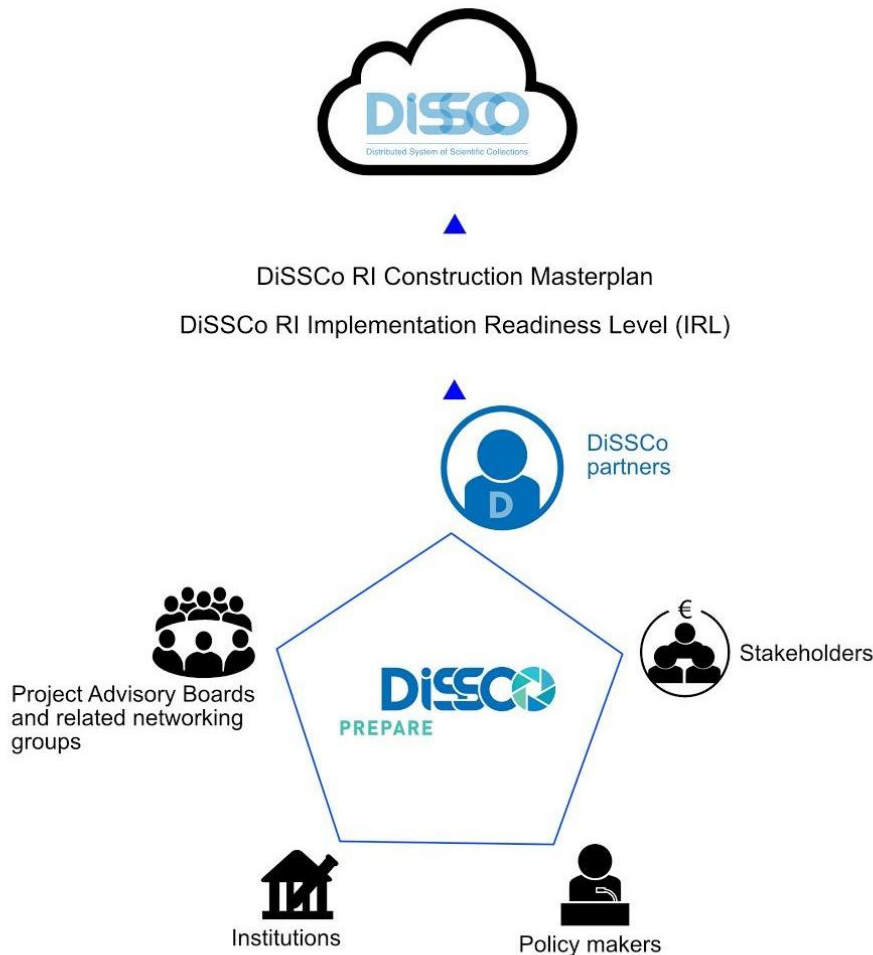 DiSSCo
Distributed System of Scientific Collections
DiSSCo RI Construction Masterplan
DiSSCo RI Implementation Readiness Level (IRL)
DiSSCo
partners
D
€
Stakeholders
Project Advisory Boards
and related networking
groups
DiSSCo
PREPARE
Institutions
Policy makers